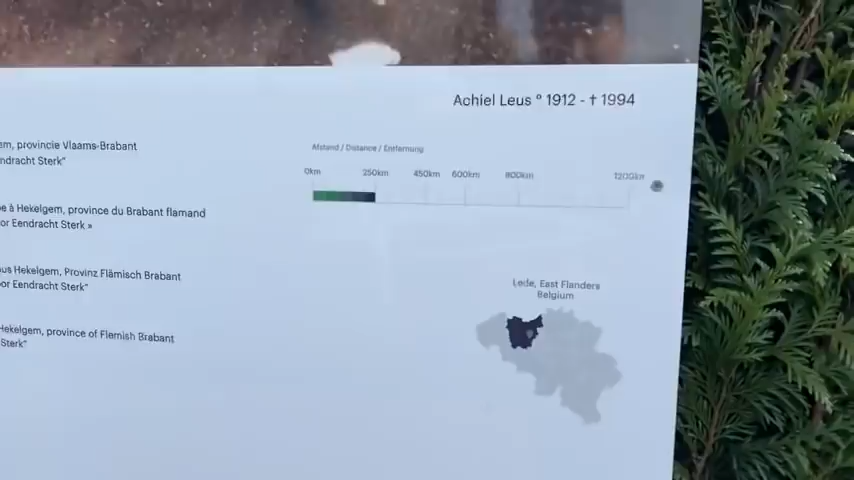 Achiel Leus ° 1912 - † 1994
em, provincie Vlaams-Brabant
ndracht Sterk"
e à Hekelgem, province du Brabant flamand
or Eendracht Sterk »
us Hekelgem, Provinz Flämisch Brabant
or Eendracht Sterk"
Hekelgem, province of Flemish Brabant
Sterk"
Afstand / Distance / Entfernung
0km 250km 450km 600km 800km 1200km
Lede, East Flanders
Belgium